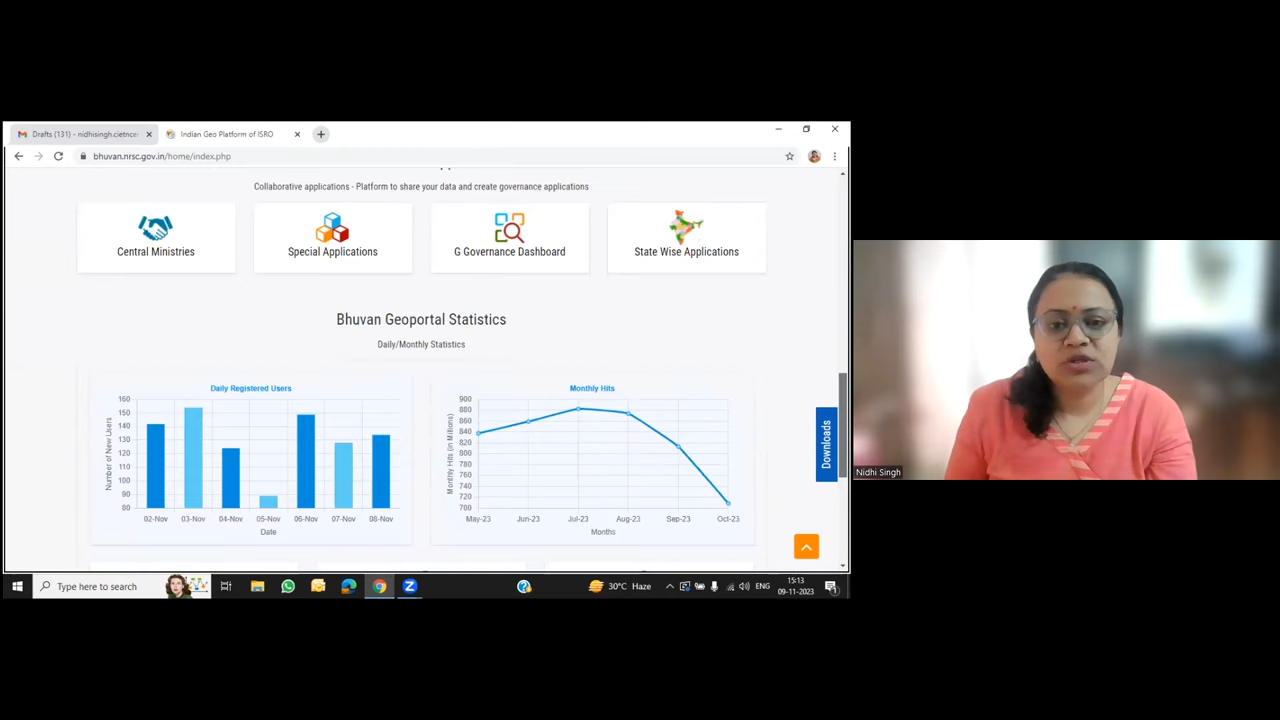 Drafts (131) - nidhisingh.cietnce
Indian Geo Platform of ISRO
bhuvan.nrsc.gov.in/home/index.php
Collaborative applications - Platform to share your data and create governance applications
Central Ministries
Special Applications
G Governance Dashboard
State Wise Applications
Bhuvan Geoportal Statistics
Daily/Monthly Statistics
Daily Registered Users
160
150
140
130
120
110
100
90
80
Number of New Users
02-Nov 03-Nov 04-Nov 05-Nov 06-Nov 07-Nov 08-Nov
Date
Monthly Hits
900
880
860
840
820
800
780
760
740
720
700
Monthly Hits (in Millions)
May-23 Jun-23 Jul-23 Aug-23 Sep-23 Oct-23
Months
Downloads
Nidhi Singh
Type here to search
30°C Haze
ENG
15:13
09-11-2023